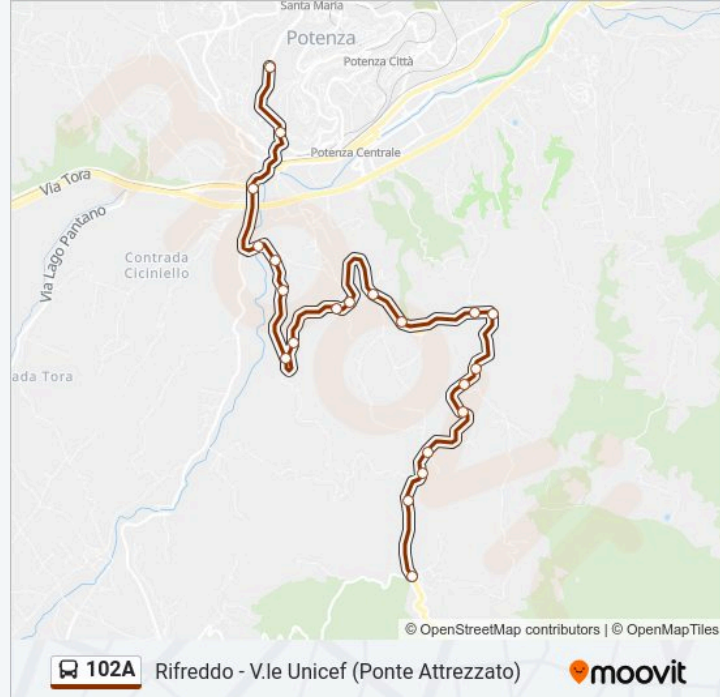 Santa Maria
Potenza
Potenza Città
Potenza Centrale
Via Tora
Via Lago Pantano
Contrada
Ciciniello
ada Tora
© OpenStreetMap contributors | © OpenMapTiles
102A Rifreddo - V.le Unicef (Ponte Attrezzato) moovit